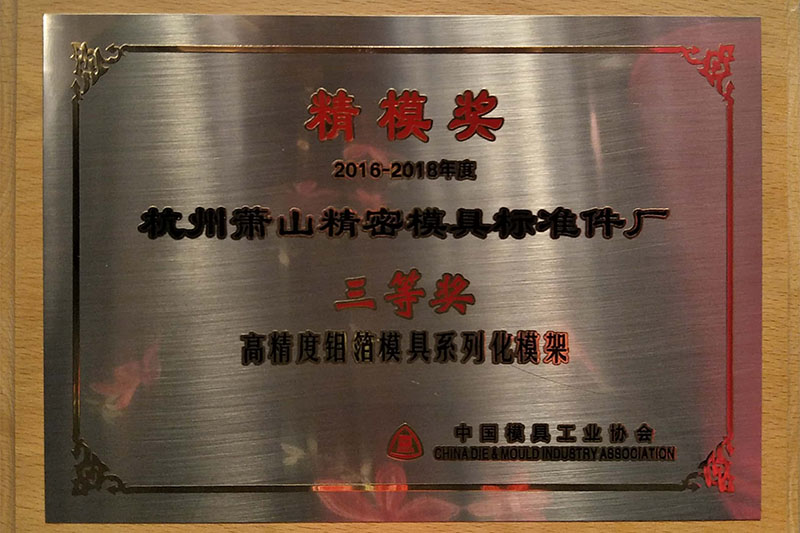 精模奖
2016-2018年度
杭州萧山精密模具标准件厂
三等奖
高精度铝箔模具系列化模架
中国模具工业协会
CHINA DIE & MOULD INDUSTRY ASSOCIATION